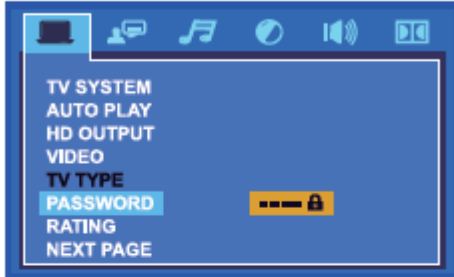 TV SYSTEM
AUTO PLAY
HD OUTPUT
VIDEO
TV TYPE
PASSWORD
RATING
NEXT PAGE